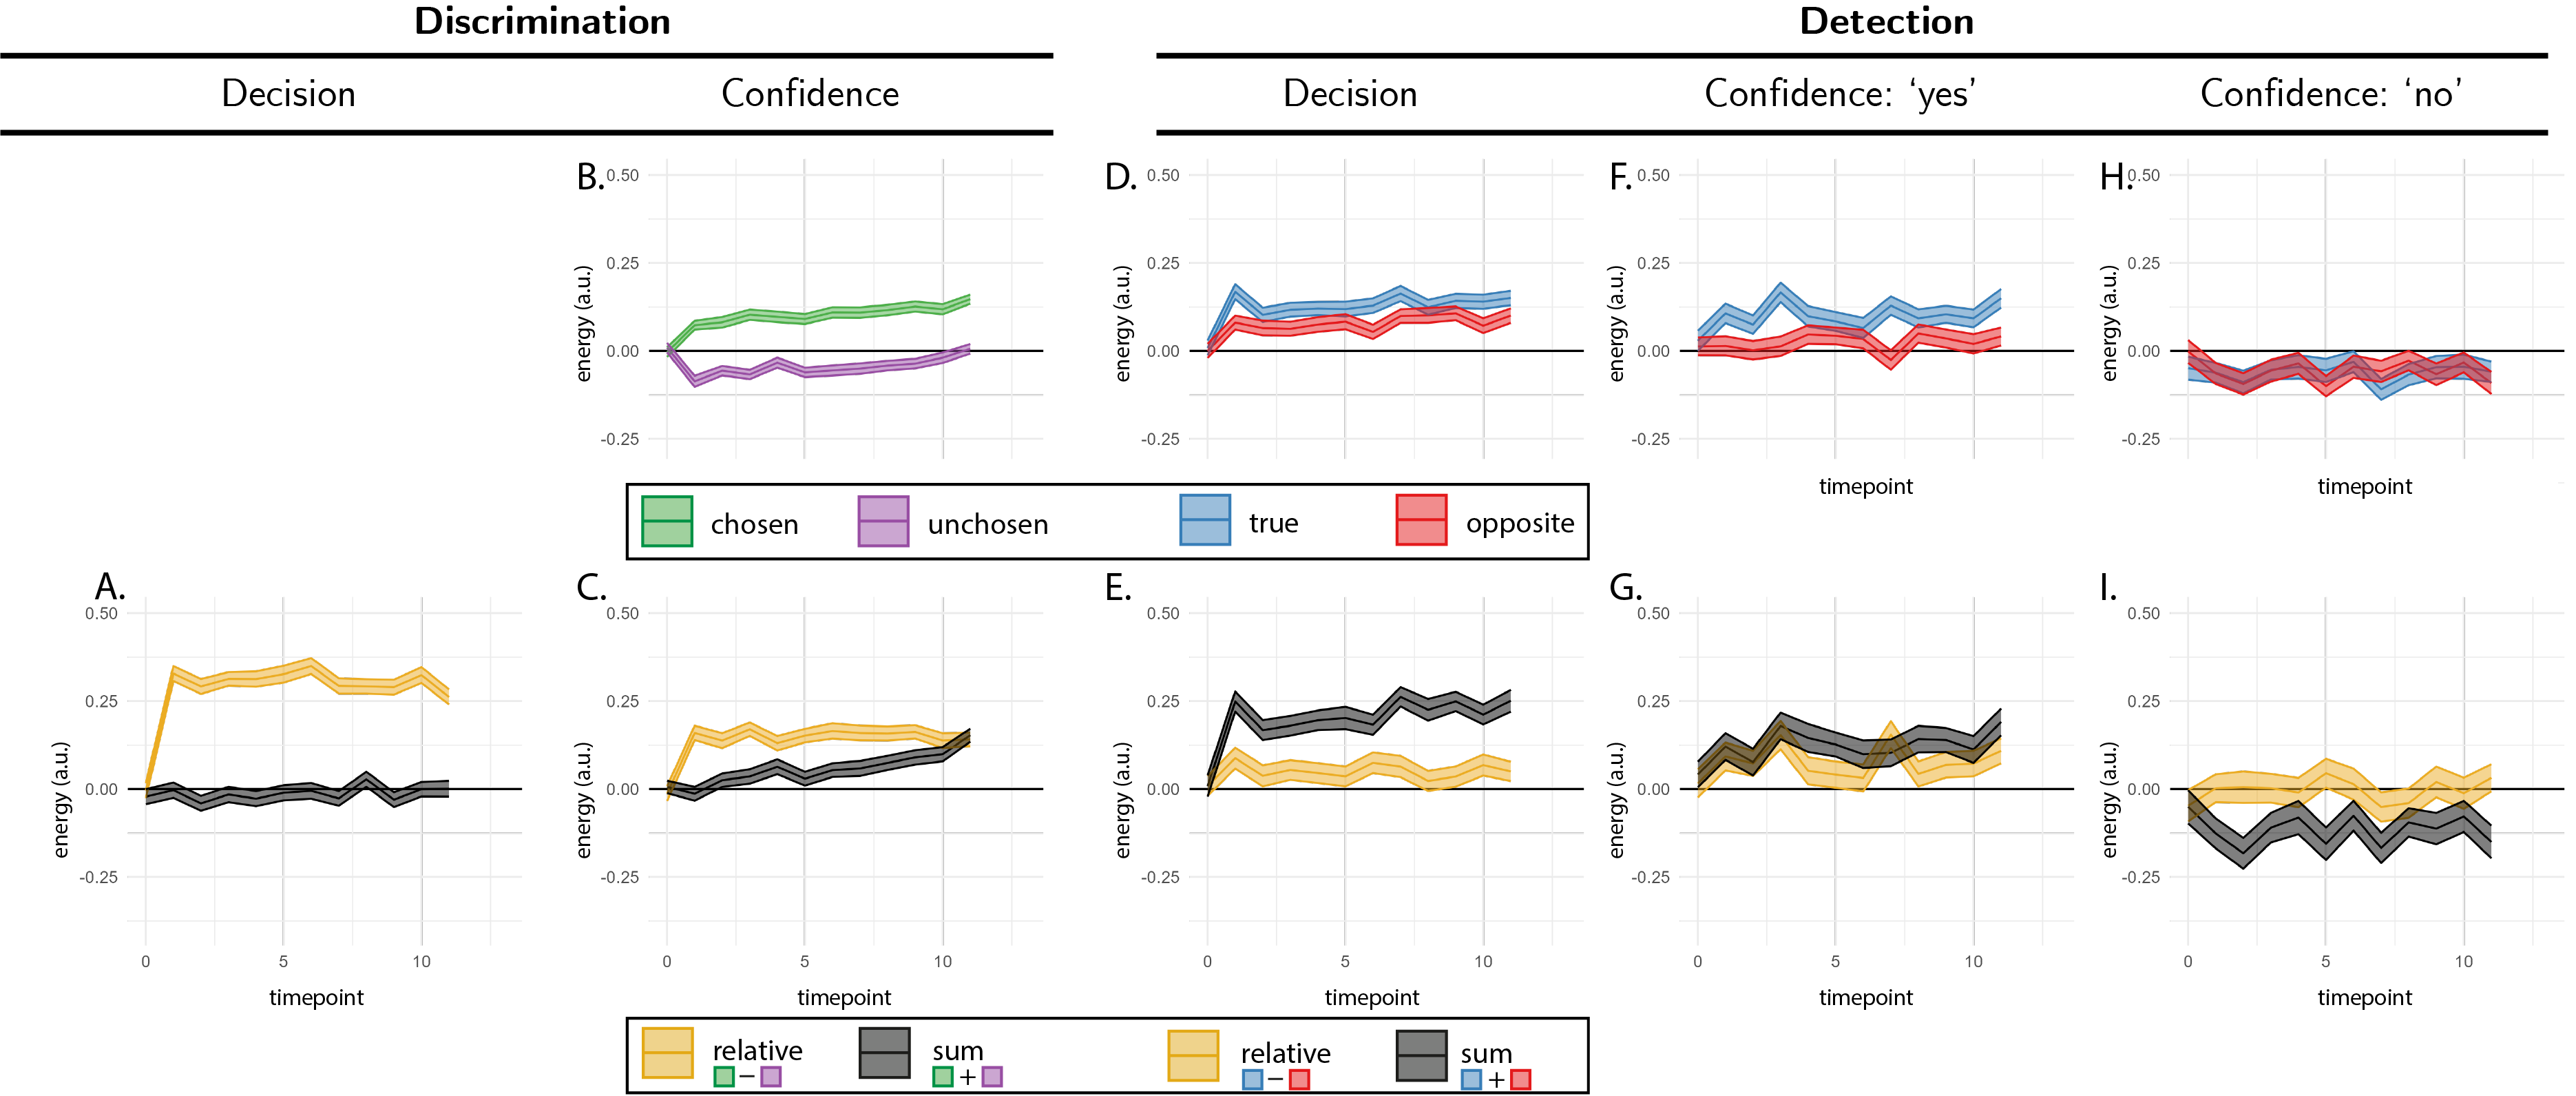 Discrimination
Detection
Decision
Confidence
Decision
Confidence: ‘yes’
Confidence: ‘no’
B.
0.50
0.25
0.00
-0.25
energy (a.u.)
D.
0.50
0.25
0.00
-0.25
energy (a.u.)
F.
0.50
0.25
0.00
-0.25
energy (a.u.)
timepoint
H.
0.50
0.25
0.00
-0.25
energy (a.u.)
timepoint
chosen
unchosen
true
opposite
A.
0.50
0.25
0.00
-0.25
energy (a.u.)
0 5 10
timepoint
C.
0.50
0.25
0.00
-0.25
energy (a.u.)
0 5 10
timepoint
E.
0.50
0.25
0.00
-0.25
energy (a.u.)
0 5 10
timepoint
G.
0.50
0.25
0.00
-0.25
energy (a.u.)
0 5 10
timepoint
I.
0.50
0.25
0.00
-0.25
energy (a.u.)
0 5 10
timepoint
relative
−
sum
+
relative
−
sum
+